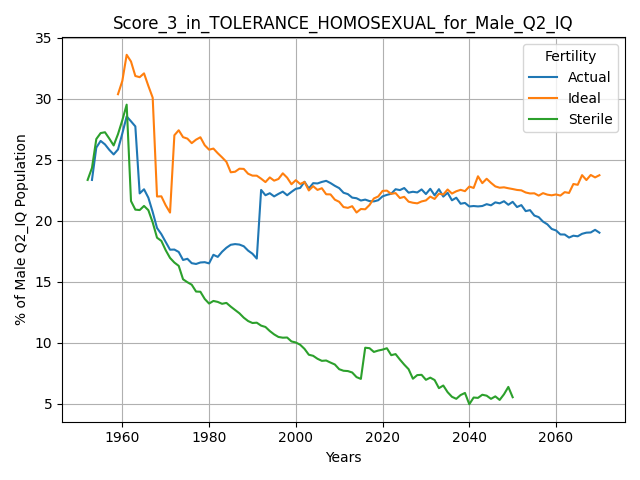 Score_3_in_TOLERANCE_HOMOSEXUAL_for_Male_Q2_IQ
% of Male Q2_IQ Population
35
30
25
20
15
10
5
Fertility
Actual
Ideal
Sterile
1960 1980 2000 2020 2040 2060
Years